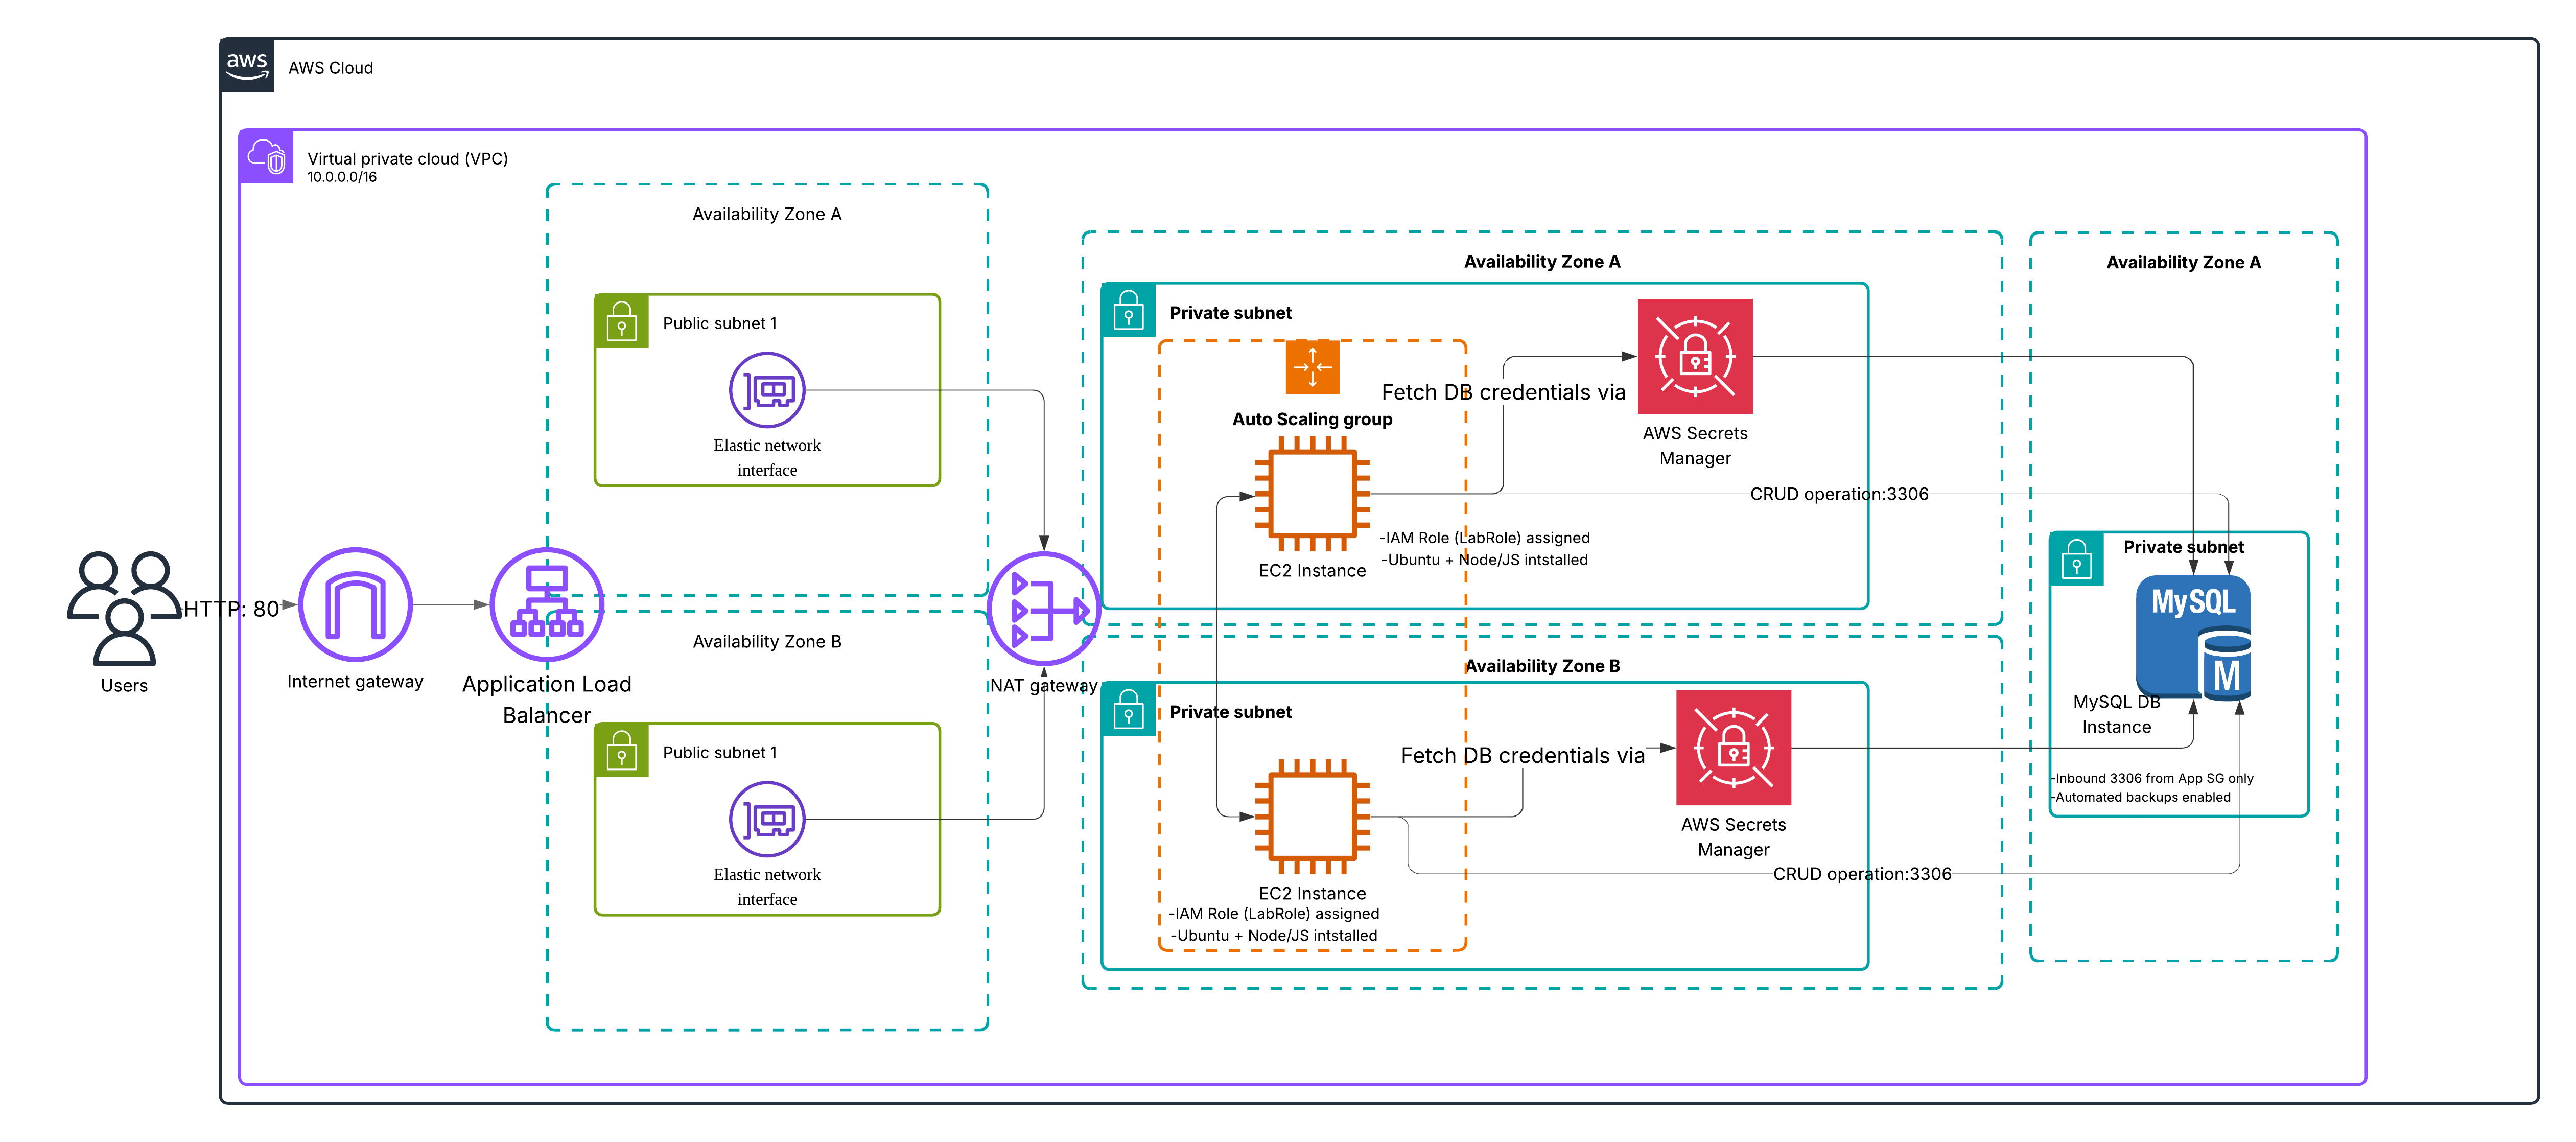 aws
AWS Cloud
Virtual private cloud (VPC)
10.0.0.0/16
Availability Zone A
Public subnet 1
Elastic network
interface
HTTP: 80
Users
Internet gateway
Application Load
Balancer
Availability Zone B
Public subnet 1
Elastic network
interface
NAT gateway
Availability Zone A
Private subnet
Auto Scaling group
Fetch DB credentials via
AWS Secrets
Manager
CRUD operation:3306
-IAM Role (LabRole) assigned
-Ubuntu + Node/JS intstalled
EC2 Instance
Availability Zone B
Private subnet
Fetch DB credentials via
AWS Secrets
Manager
CRUD operation:3306
EC2 Instance
-IAM Role (LabRole) assigned
-Ubuntu + Node/JS intstalled
Availability Zone A
Private subnet
MySQL
M
MySQL DB
Instance
-Inbound 3306 from App SG only
-Automated backups enabled